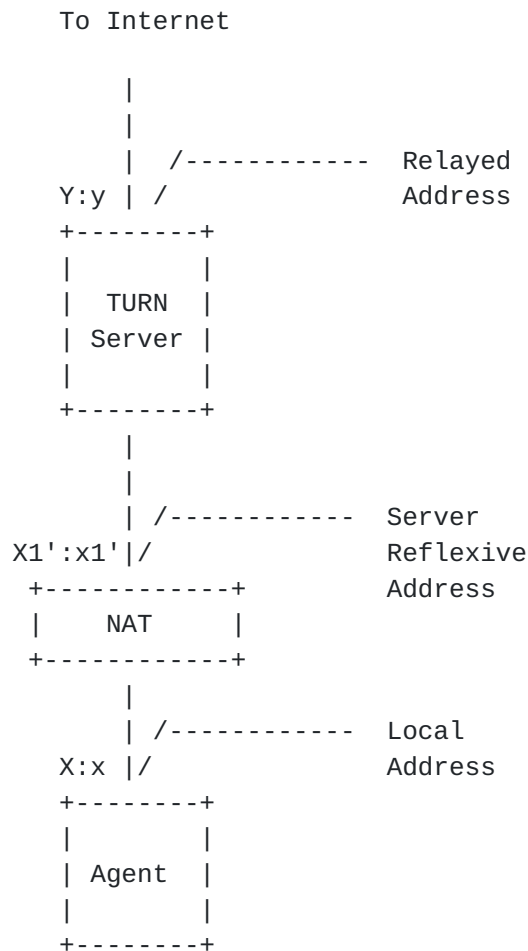 To Internet
|
|
| /------------ Relayed
Y:y | / Address
+--------+
| |
| TURN |
| Server |
| |
+--------+
|
|
| /------------ Server
X1':x1'|/ Reflexive
+------------+ Address
| NAT |
+------------+
|
| /------------ Local
X:x |/ Address
+--------+
| |
| Agent |
| |
+--------+